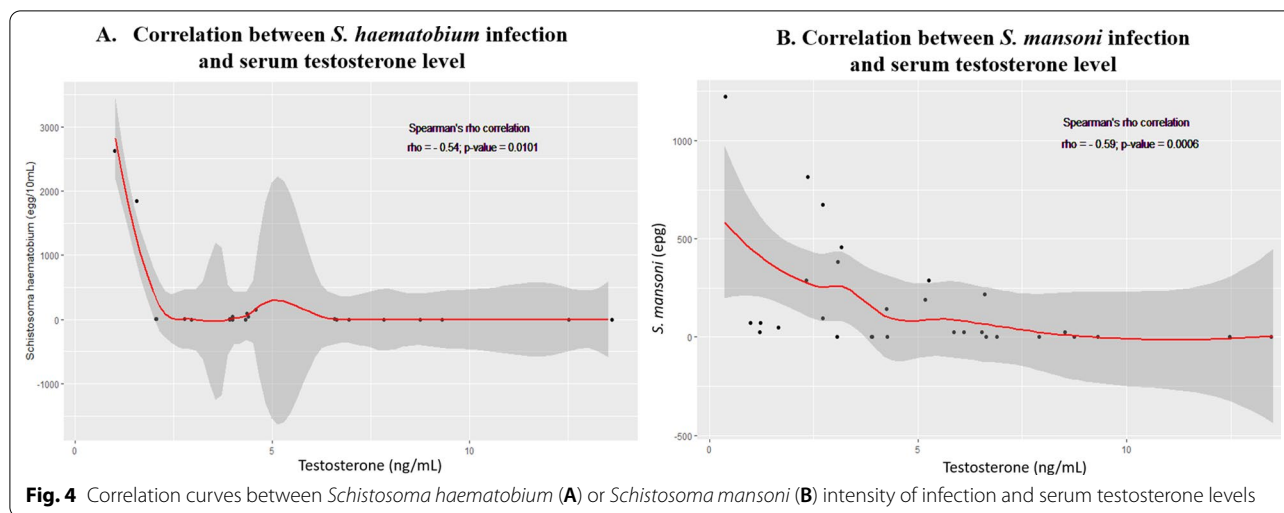 A. Correlation between S. haematobium infection
and serum testosterone level
Spearman's rho correlation
rho = - 0.54; p-value = 0.0101
Schistosoma haematobium (egg/10mL)
3000
2000
1000
0
-1000
0
5
10
Testosterone (ng/mL)
B. Correlation between S. mansoni infection
and serum testosterone level
Spearman's rho correlation
rho = - 0.59; p-value = 0.0006
S. mansoni (epg)
1000
500
0
-500
0
5
10
Testosterone (ng/mL)
Fig. 4 Correlation curves between Schistosoma haematobium (A) or Schistosoma mansoni (B) intensity of infection and serum testosterone levels